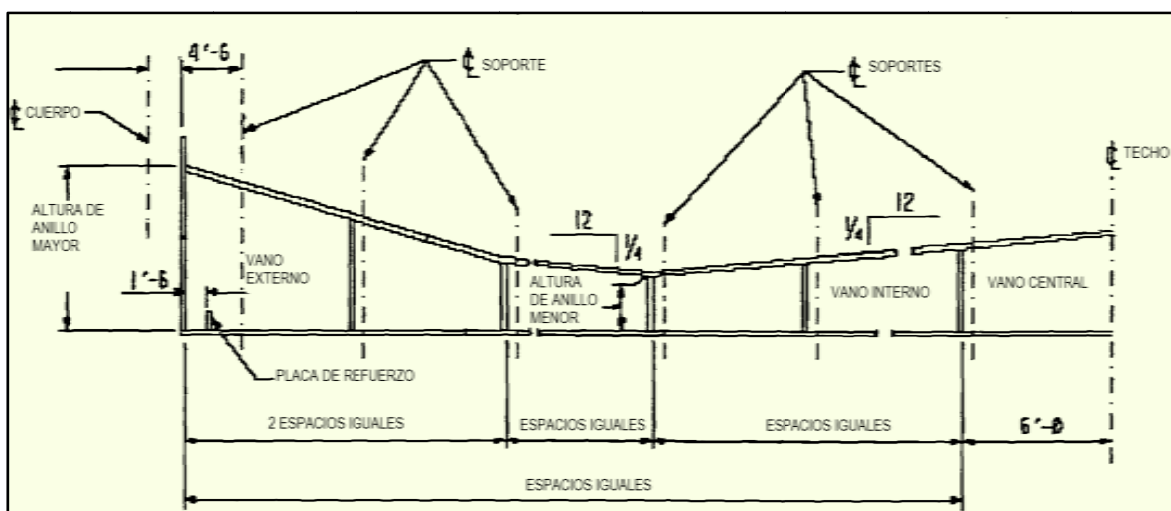 4'-6
℄ SOPORTE
℄ SOPORTES
℄ CUERPO
℄ TECHO
ALTURA DE
ANILLO
MAYOR
12
1/4
12
1/4
VANO
EXTERNO
1'-6
ALTURA
DE ANILLO
MENOR
VANO INTERNO
VANO CENTRAL
PLACA DE REFUERZO
2 ESPACIOS IGUALES
ESPACIOS IGUALES
ESPACIOS IGUALES
6'-0
ESPACIOS IGUALES